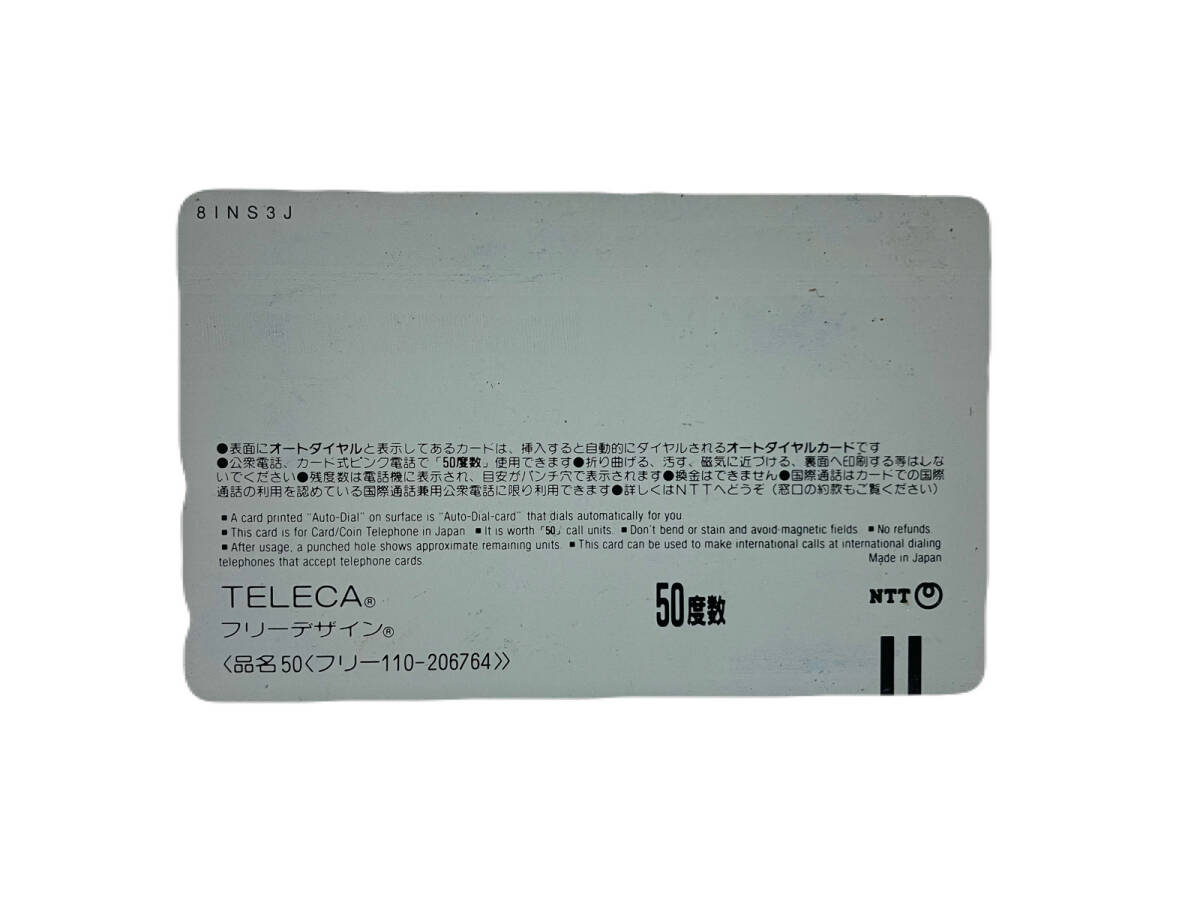 8INS3J
●表面にオートダイヤルと表示してあるカードは、挿入すると自動的にダイヤルされるオートダイヤルカードです
●公衆電話、カード式ピンク電話で「50度数」使用できます●折り曲げる、汚す、磁気に近づける、裏面へ印刷する等はしな
いでください●残度数は電話機に表示され、目安がパンチ穴で表示されます●換金はできません●国際通話はカードでの国際
通話の利用を認めている国際通話兼用公衆電話に限り利用できます●詳しくはNTTへどうぞ(窓口の約款もご覧ください)
■ A card printed "Auto-Dial" on surface is "Auto-Dial-card" that dials automatically for you.
■ This card is for Card/Coin Telephone in Japan. ■ It is worth 「50」 call units. ■ Don't bend or stain and avoid magnetic fields. ■ No refunds.
■ After usage, a punched hole shows approximate remaining units. ■ This card can be used to make international calls at international dialing
telephones that accept telephone cards. Made in Japan
TELECA®
フリーデザイン®
〈品名50〈フリー110-206764〉〉
50度数
NTT